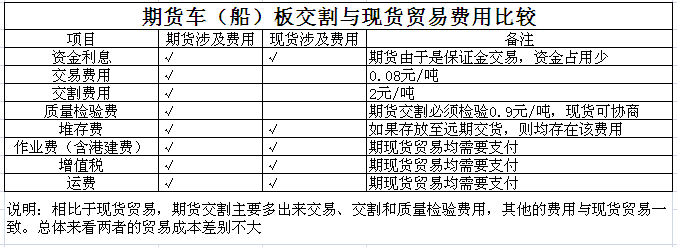 期货车（船）板交割与现货贸易费用比较
项目 期货涉及费用 现货涉及费用 备注
资金利息 √ √ 期货由于是保证金交易，资金占用少
交易费用 √ 0.08元/吨
交割费用 √ 2元/吨
质量检验费 √ 期货交割必须检验0.9元/吨，现货可协商
堆存费 √ √ 如果存放至远期交货，则均存在该费用
作业费（含港建费） √ √ 期现货贸易均需要支付
增值税 √ √ 期现货贸易均需要支付
运费 √ √ 期现货贸易均需要支付
说明：相比于现货贸易，期货交割主要多出来交易、交割和质量检验费用，其他的费用与现货贸易一
致。总体来看两者的贸易成本差别不大